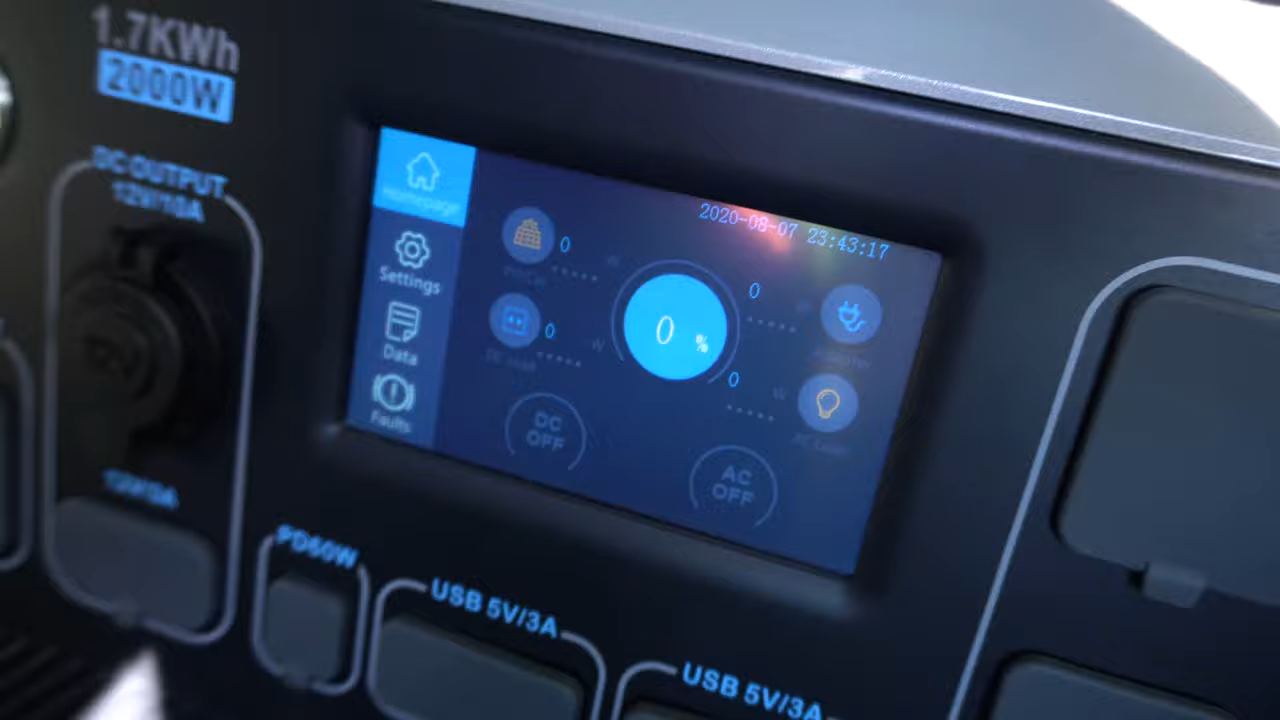 1.7KWh
2000W
DC OUTPUT
12V/10A
Homepage
Settings
Data
Faults
2020-08-07 23:43:17
0
0
0 %
0
0
DC
OFF
AC
OFF
PD60W
USB 5V/3A
USB 5V/3A